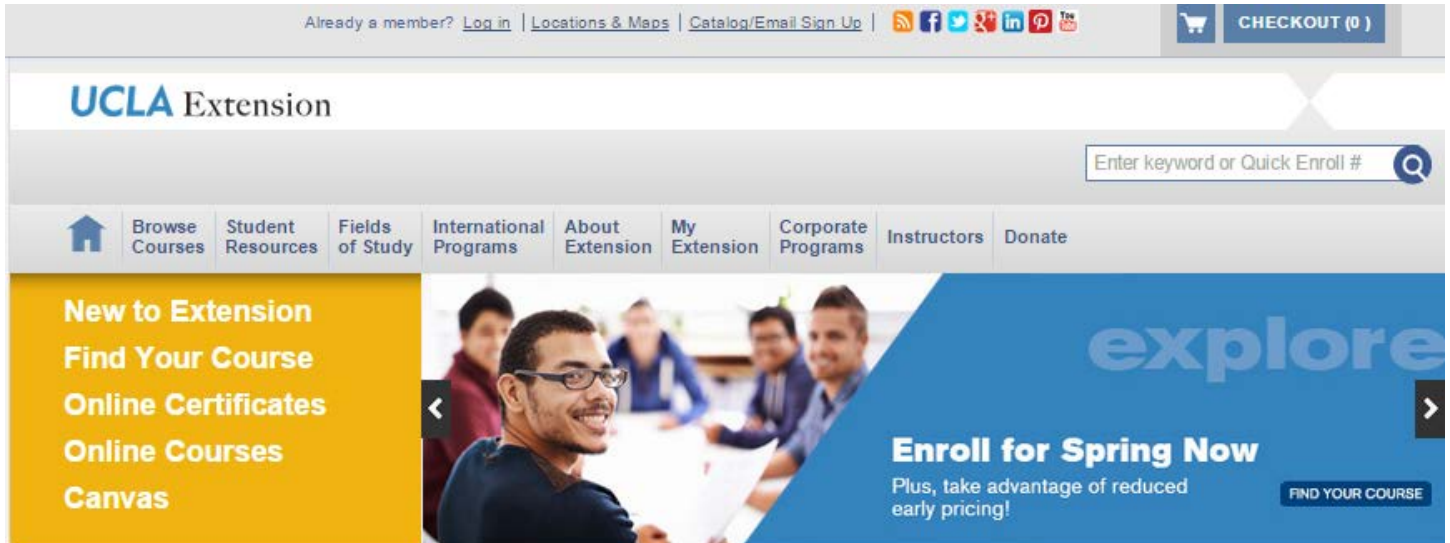 Already a member? Log in | Locations & Maps | Catalog/Email Sign Up |
CHECKOUT (0 )
UCLA Extension
Enter keyword or Quick Enroll #
Browse Courses
Student Resources
Fields of Study
International Programs
About Extension
My Extension
Corporate Programs
Instructors
Donate
New to Extension
Find Your Course
Online Certificates
Online Courses
Canvas
explore
Enroll for Spring Now
Plus, take advantage of reduced
early pricing!
FIND YOUR COURSE